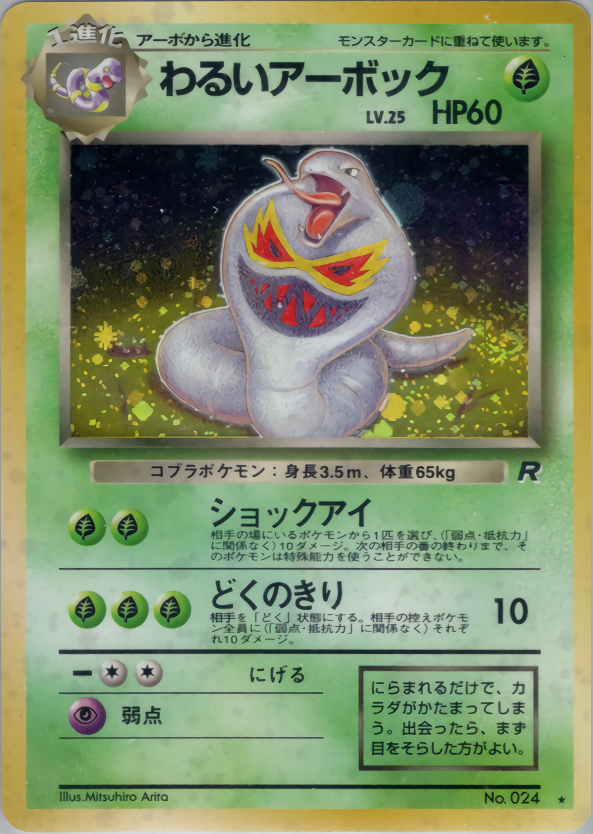 1進化
アーボから進化
モンスターカードに重ねて使います。
わるいアーボック
LV.25 HP60
コブラポケモン：身長3.5m、体重65kg
R
ショックアイ
相手の場にいるポケモンから1匹を選び、(「弱点・抵抗力」
に関係なく)10ダメージ。次の相手の番の終わりまで、そ
のポケモンは特殊能力を使うことができない。
どくのきり
10
相手を「どく」状態にする。相手の控えポケモ
ン全員に(「弱点・抵抗力」に関係なく)それぞ
れ10ダメージ。
にげる
弱点
にらまれるだけで、カ
ラダがかたまってしま
う。出会ったら、まず
目をそらした方がよい。
Illus.Mitsuhiro Arita
No. 024 ★